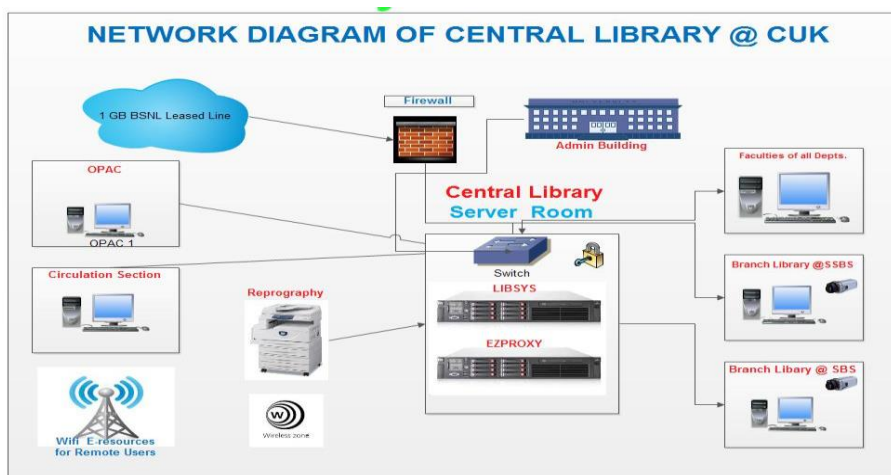 NETWORK DIAGRAM OF CENTRAL LIBRARY @ CUK
1 GB BSNL Leased Line
Firewall
Admin Building
OPAC
OPAC 1
Faculties of all Depts.
Central Library
Server Room
Switch
Circulation Section
Reprography
LIBSYS
EZPROXY
Branch Library @SSBS
Branch Libary @ SBS
Wifi E-resources
for Remote Users
Wireless zone